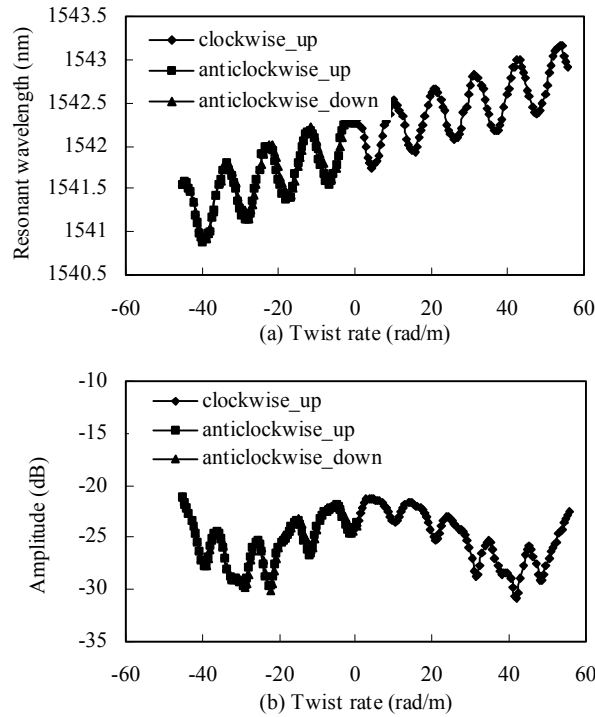 1543.5
1543
1542.5
1542
1541.5
1541
1540.5
Resonant wavelength (nm)
clockwise_up
anticlockwise_up
anticlockwise_down
-60 -40 -20 0 20 40 60
(a) Twist rate (rad/m)
-10
-15
-20
-25
-30
-35
Amplitude (dB)
clockwise_up
anticlockwise_up
anticlockwise_down
-60 -40 -20 0 20 40 60
(b) Twist rate (rad/m)